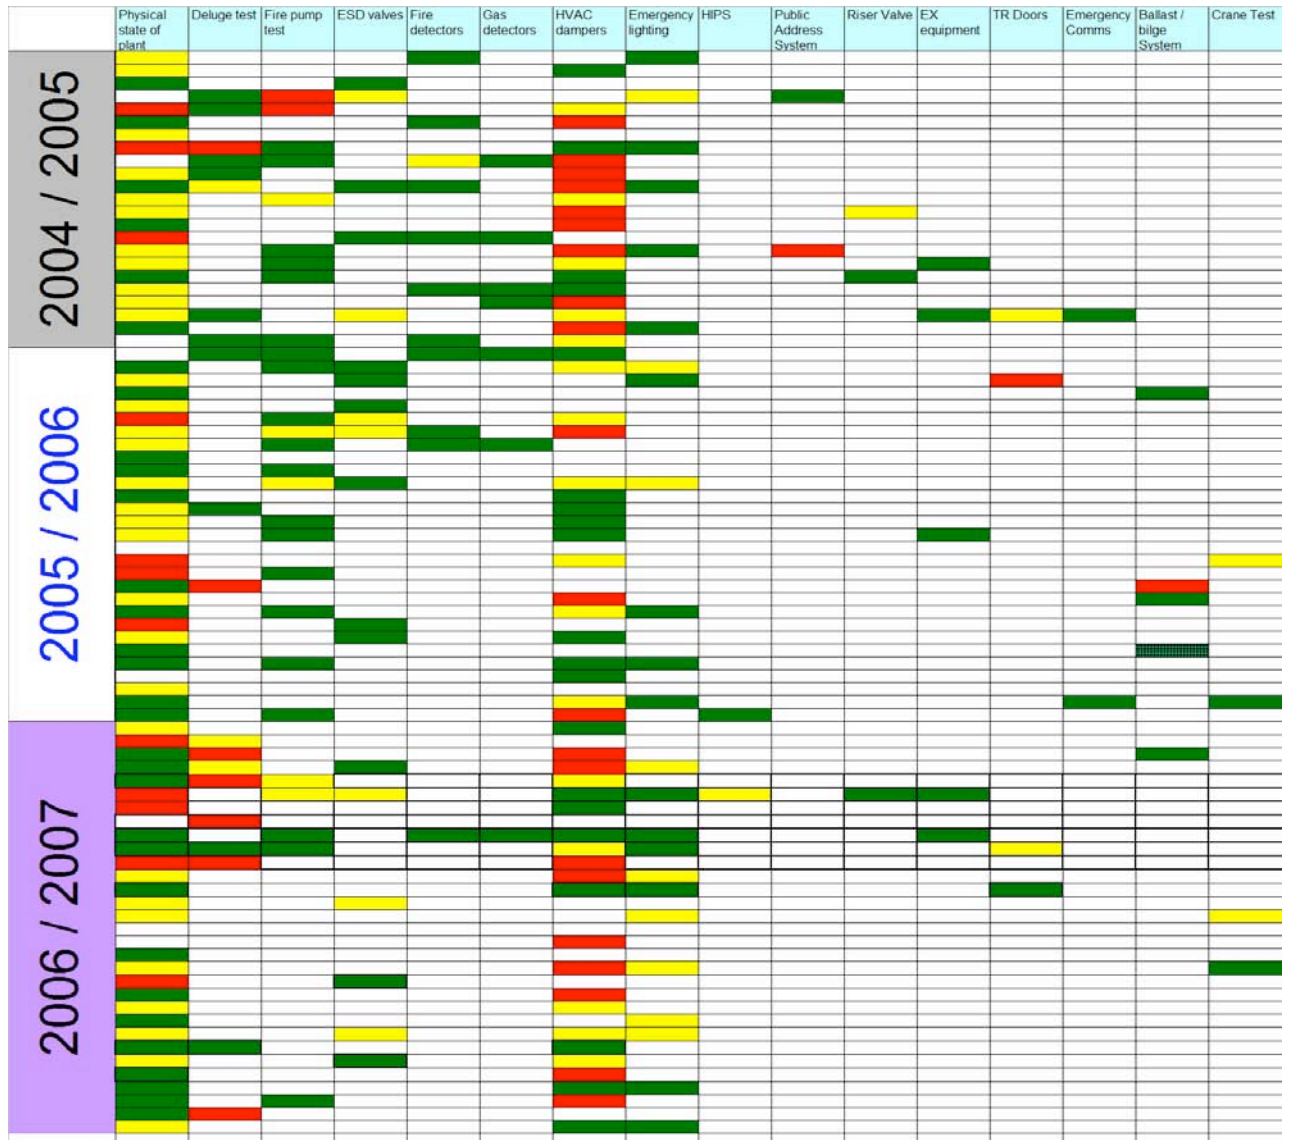 Physical state of plant
Deluge test
Fire pump test
ESD valves
Fire detectors
Gas detectors
HVAC dampers
Emergency lighting
HIPS
Public Address System
Riser Valve
EX equipment
TR Doors
Emergency Comms
Ballast / bilge System
Crane Test
2004 / 2005
2005 / 2006
2006 / 2007